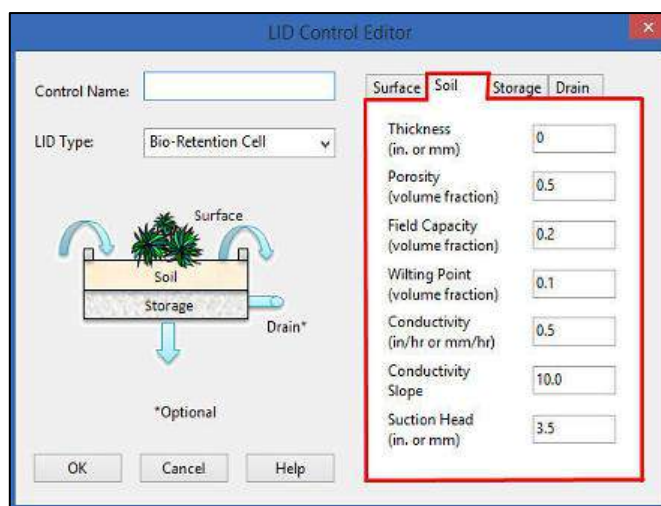 LID Control Editor
Control Name:
LID Type:
Bio-Retention Cell
Surface
Soil
Storage
Drain*
*Optional
OK
Cancel
Help
Surface
Soil
Storage
Drain
Thickness
(in. or mm)
0
Porosity
(volume fraction)
0.5
Field Capacity
(volume fraction)
0.2
Wilting Point
(volume fraction)
0.1
Conductivity
(in/hr or mm/hr)
0.5
Conductivity
Slope
10.0
Suction Head
(in. or mm)
3.5